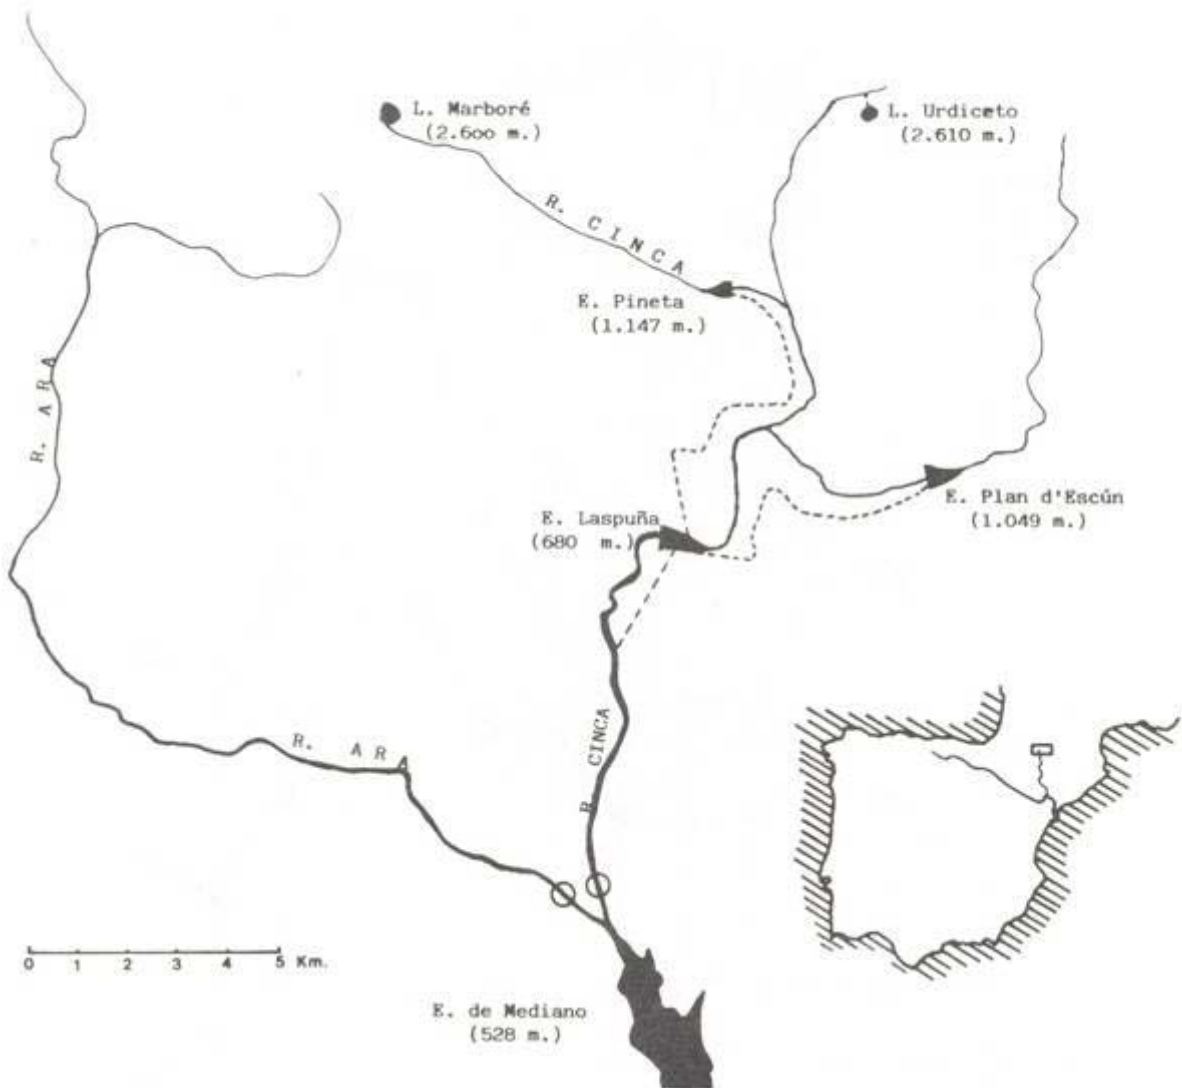 L. Marboré
(2.6oo m.)
L. Urdiceto
(2.610 m.)
R. CINCA
E. Pineta
(1.147 m.)
R. ARA
E. Plan d'Escún
(1.049 m.)
E. Laspuña
(680 m.)
R. CINCA
R. ARA
0 1 2 3 4 5 Km.
E. de Mediano
(528 m.)